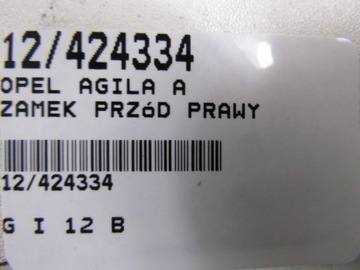 12/424334
OPEL AGILA A
ZAMEK PRZóD PRAWY
12/424334
G I 12 B